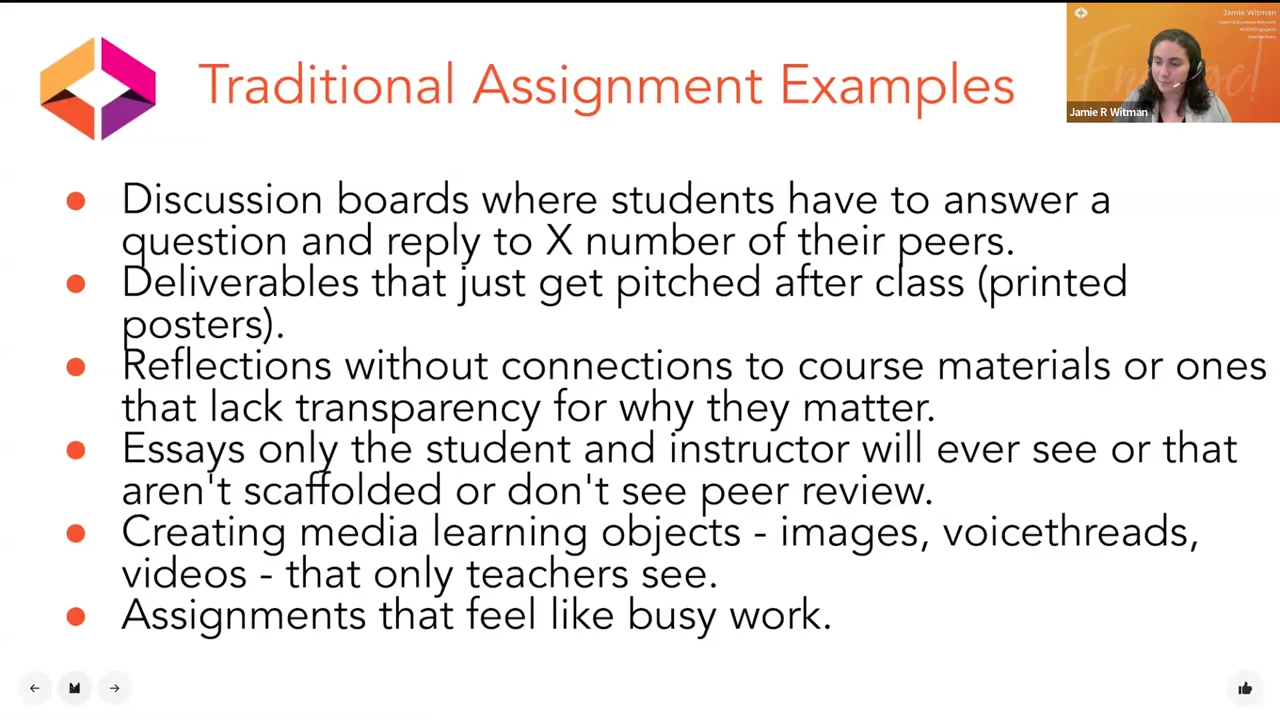 Traditional Assignment Examples
Jamie Witman
Open Education Network
Engage!
Jamie R Witman
Discussion boards where students have to answer a
question and reply to X number of their peers.
Deliverables that just get pitched after class (printed
posters).
Reflections without connections to course materials or ones
that lack transparency for why they matter.
Essays only the student and instructor will ever see or that
aren't scaffolded or don't see peer review.
Creating media learning objects - images, voicethreads,
videos - that only teachers see.
Assignments that feel like busy work.